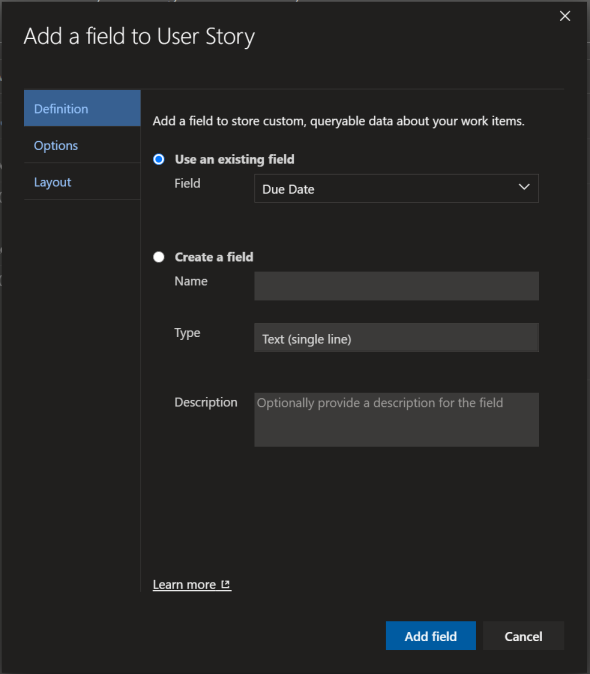 Add a field to User Story
Definition
Options
Layout
Add a field to store custom, queryable data about your work items.
Use an existing field
Field
Due Date
Create a field
Name
Type
Text (single line)
Description
Optionally provide a description for the field
Learn more
Add field
Cancel